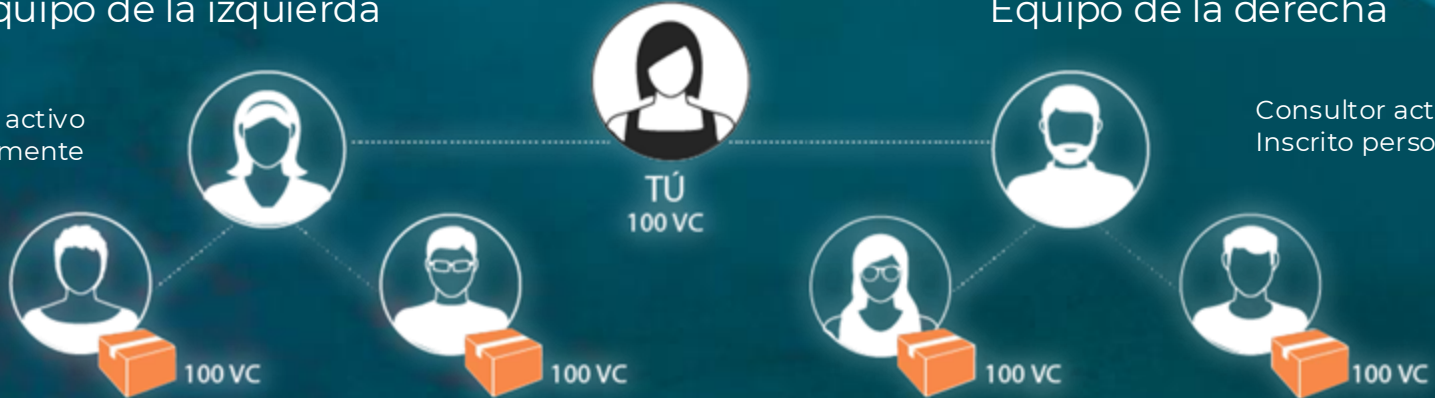 quipo de la izquierda
Equipo de la derecha
activo
mente
Consultor act
Inscrito perso
TÚ
100 VC
100 VC
100 VC
100 VC
100 VC